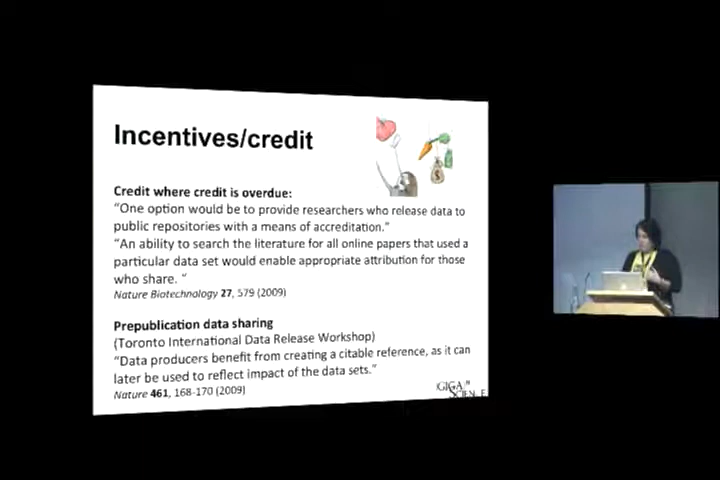 Incentives/credit
$
Credit where credit is overdue:
"One option would be to provide researchers who release data to
public repositories with a means of accreditation."
"An ability to search the literature for all online papers that used a
particular data set would enable appropriate attribution for those
who share. "
Nature Biotechnology 27, 579 (2009)
Prepublication data sharing
(Toronto International Data Release Workshop)
"Data producers benefit from creating a citable reference, as it can
later be used to reflect impact of the data sets."
Nature 461, 168-170 (2009)
GIGA